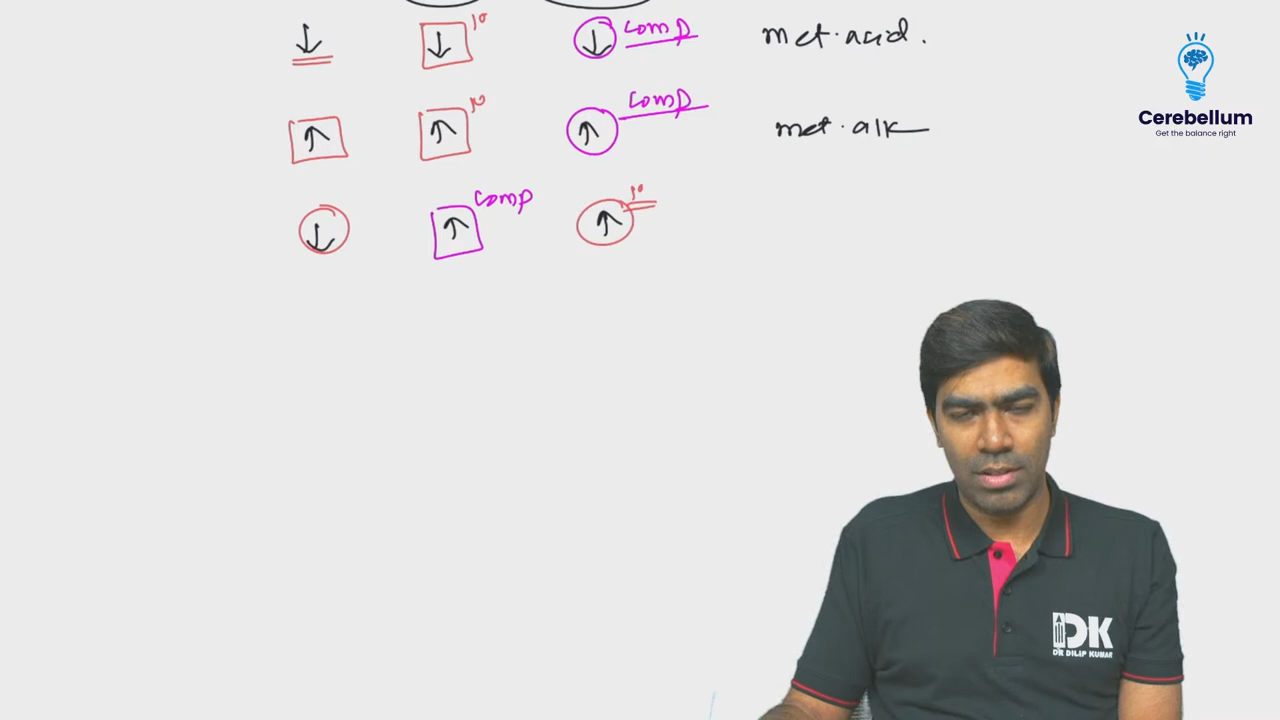 ↓ ↓ 1° ↓ comp met. acid.
↑ ↑ 1° ↑ comp met. alk
↓ ↑ comp ↑ 1°
Cerebellum
Get the balance right
DK
DR DILIP KUMAR